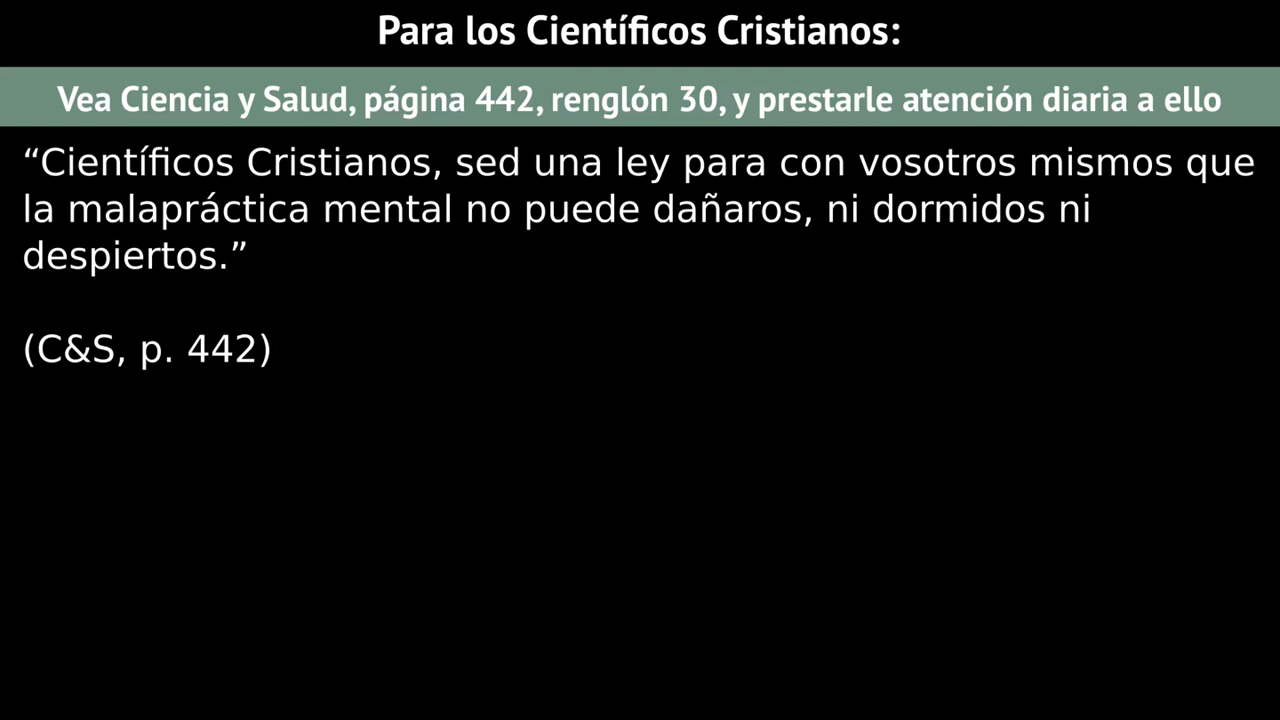 Para los Científicos Cristianos:
Vea Ciencia y Salud, página 442, renglón 30, y prestarle atención diaria a ello
“Científicos Cristianos, sed una ley para con vosotros mismos que
la malapráctica mental no puede dañaros, ni dormidos ni
despiertos.”
(C&S, p. 442)